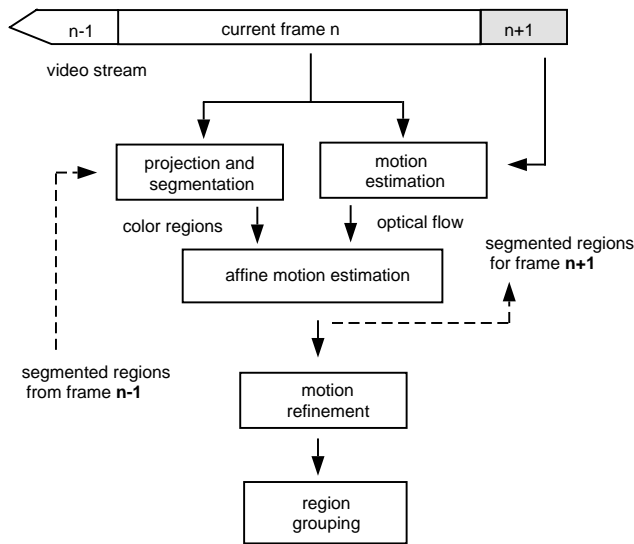 n-1
current frame n
n+1
video stream
projection and
segmentation
motion
estimation
color regions
optical flow
segmented regions
for frame n+1
affine motion estimation
segmented regions
from frame n-1
motion
refinement
region
grouping